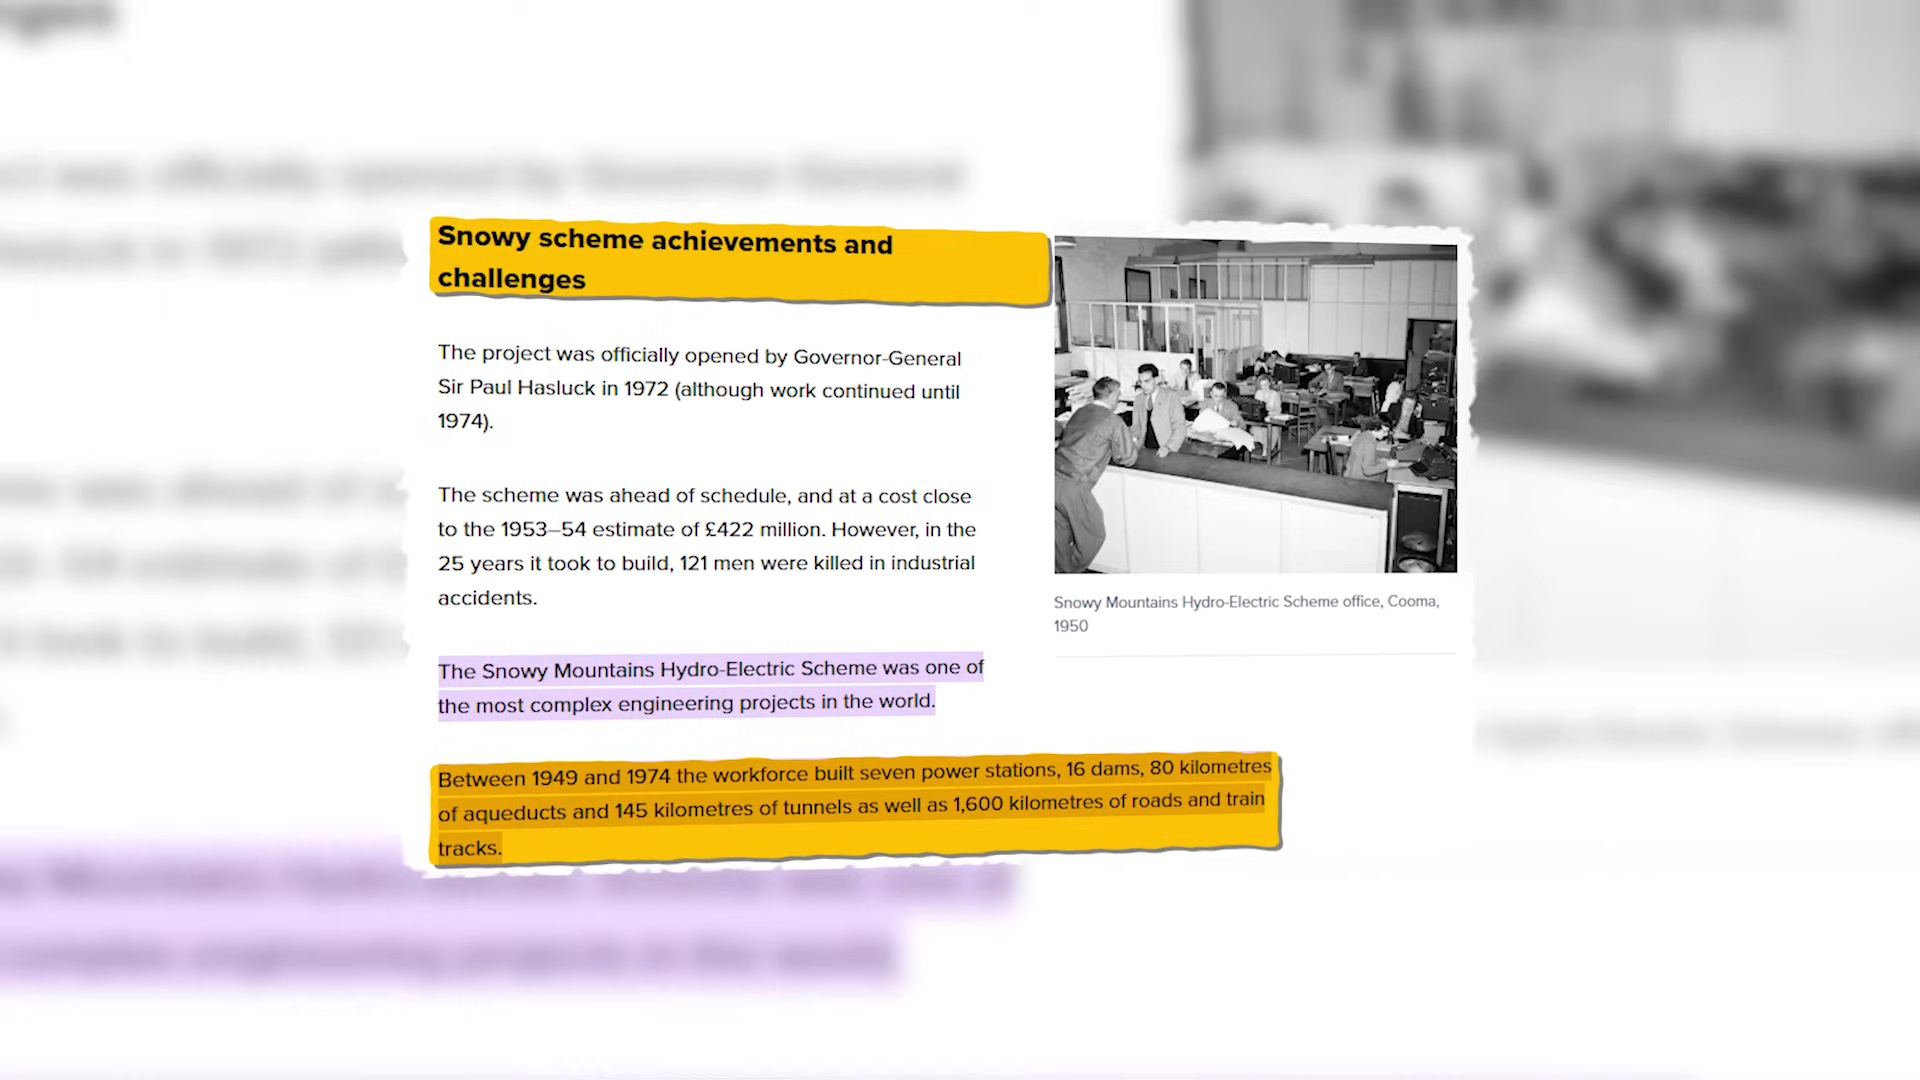 Snowy scheme achievements and
challenges
The project was officially opened by Governor-General
Sir Paul Hasluck in 1972 (although work continued until
1974).
The scheme was ahead of schedule, and at a cost close
to the 1953–54 estimate of £422 million. However, in the
25 years it took to build, 121 men were killed in industrial
accidents.
The Snowy Mountains Hydro-Electric Scheme was one of
the most complex engineering projects in the world.
Between 1949 and 1974 the workforce built seven power stations, 16 dams, 80 kilometres
of aqueducts and 145 kilometres of tunnels as well as 1,600 kilometres of roads and train
tracks.
Snowy Mountains Hydro-Electric Scheme office, Cooma,
1950